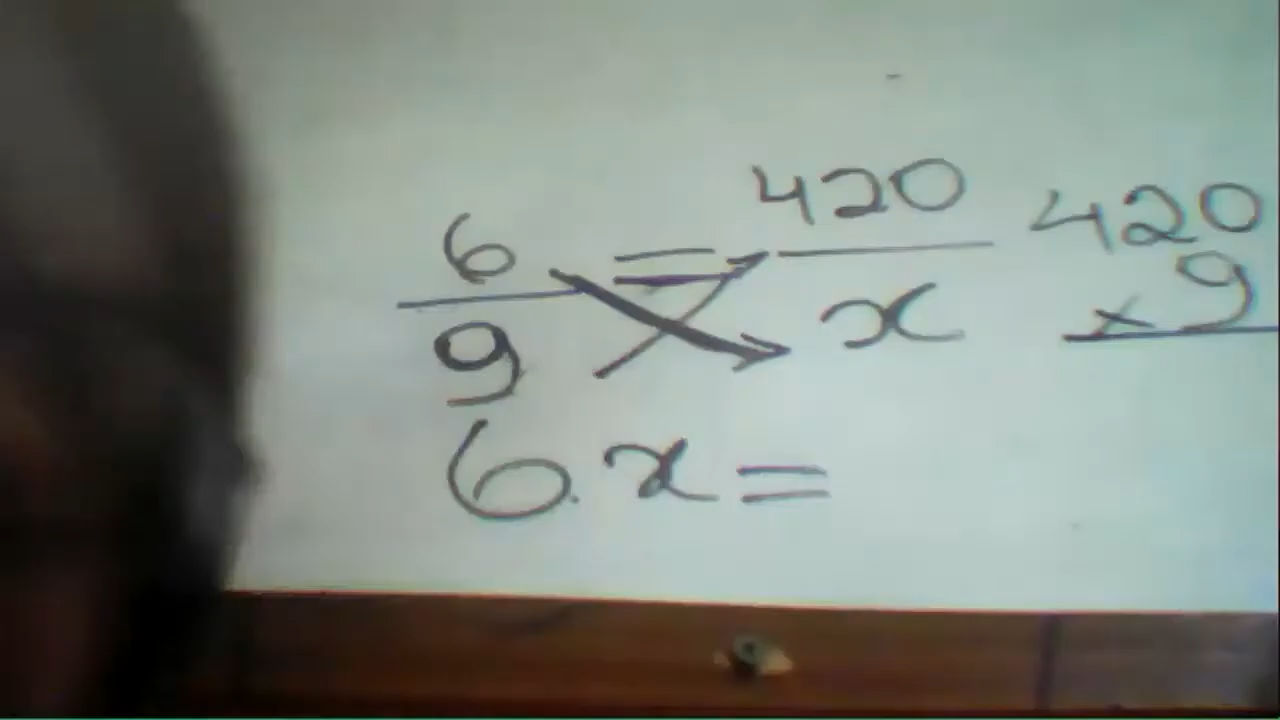 6 = 420
9 x
6.x=
420
x 9